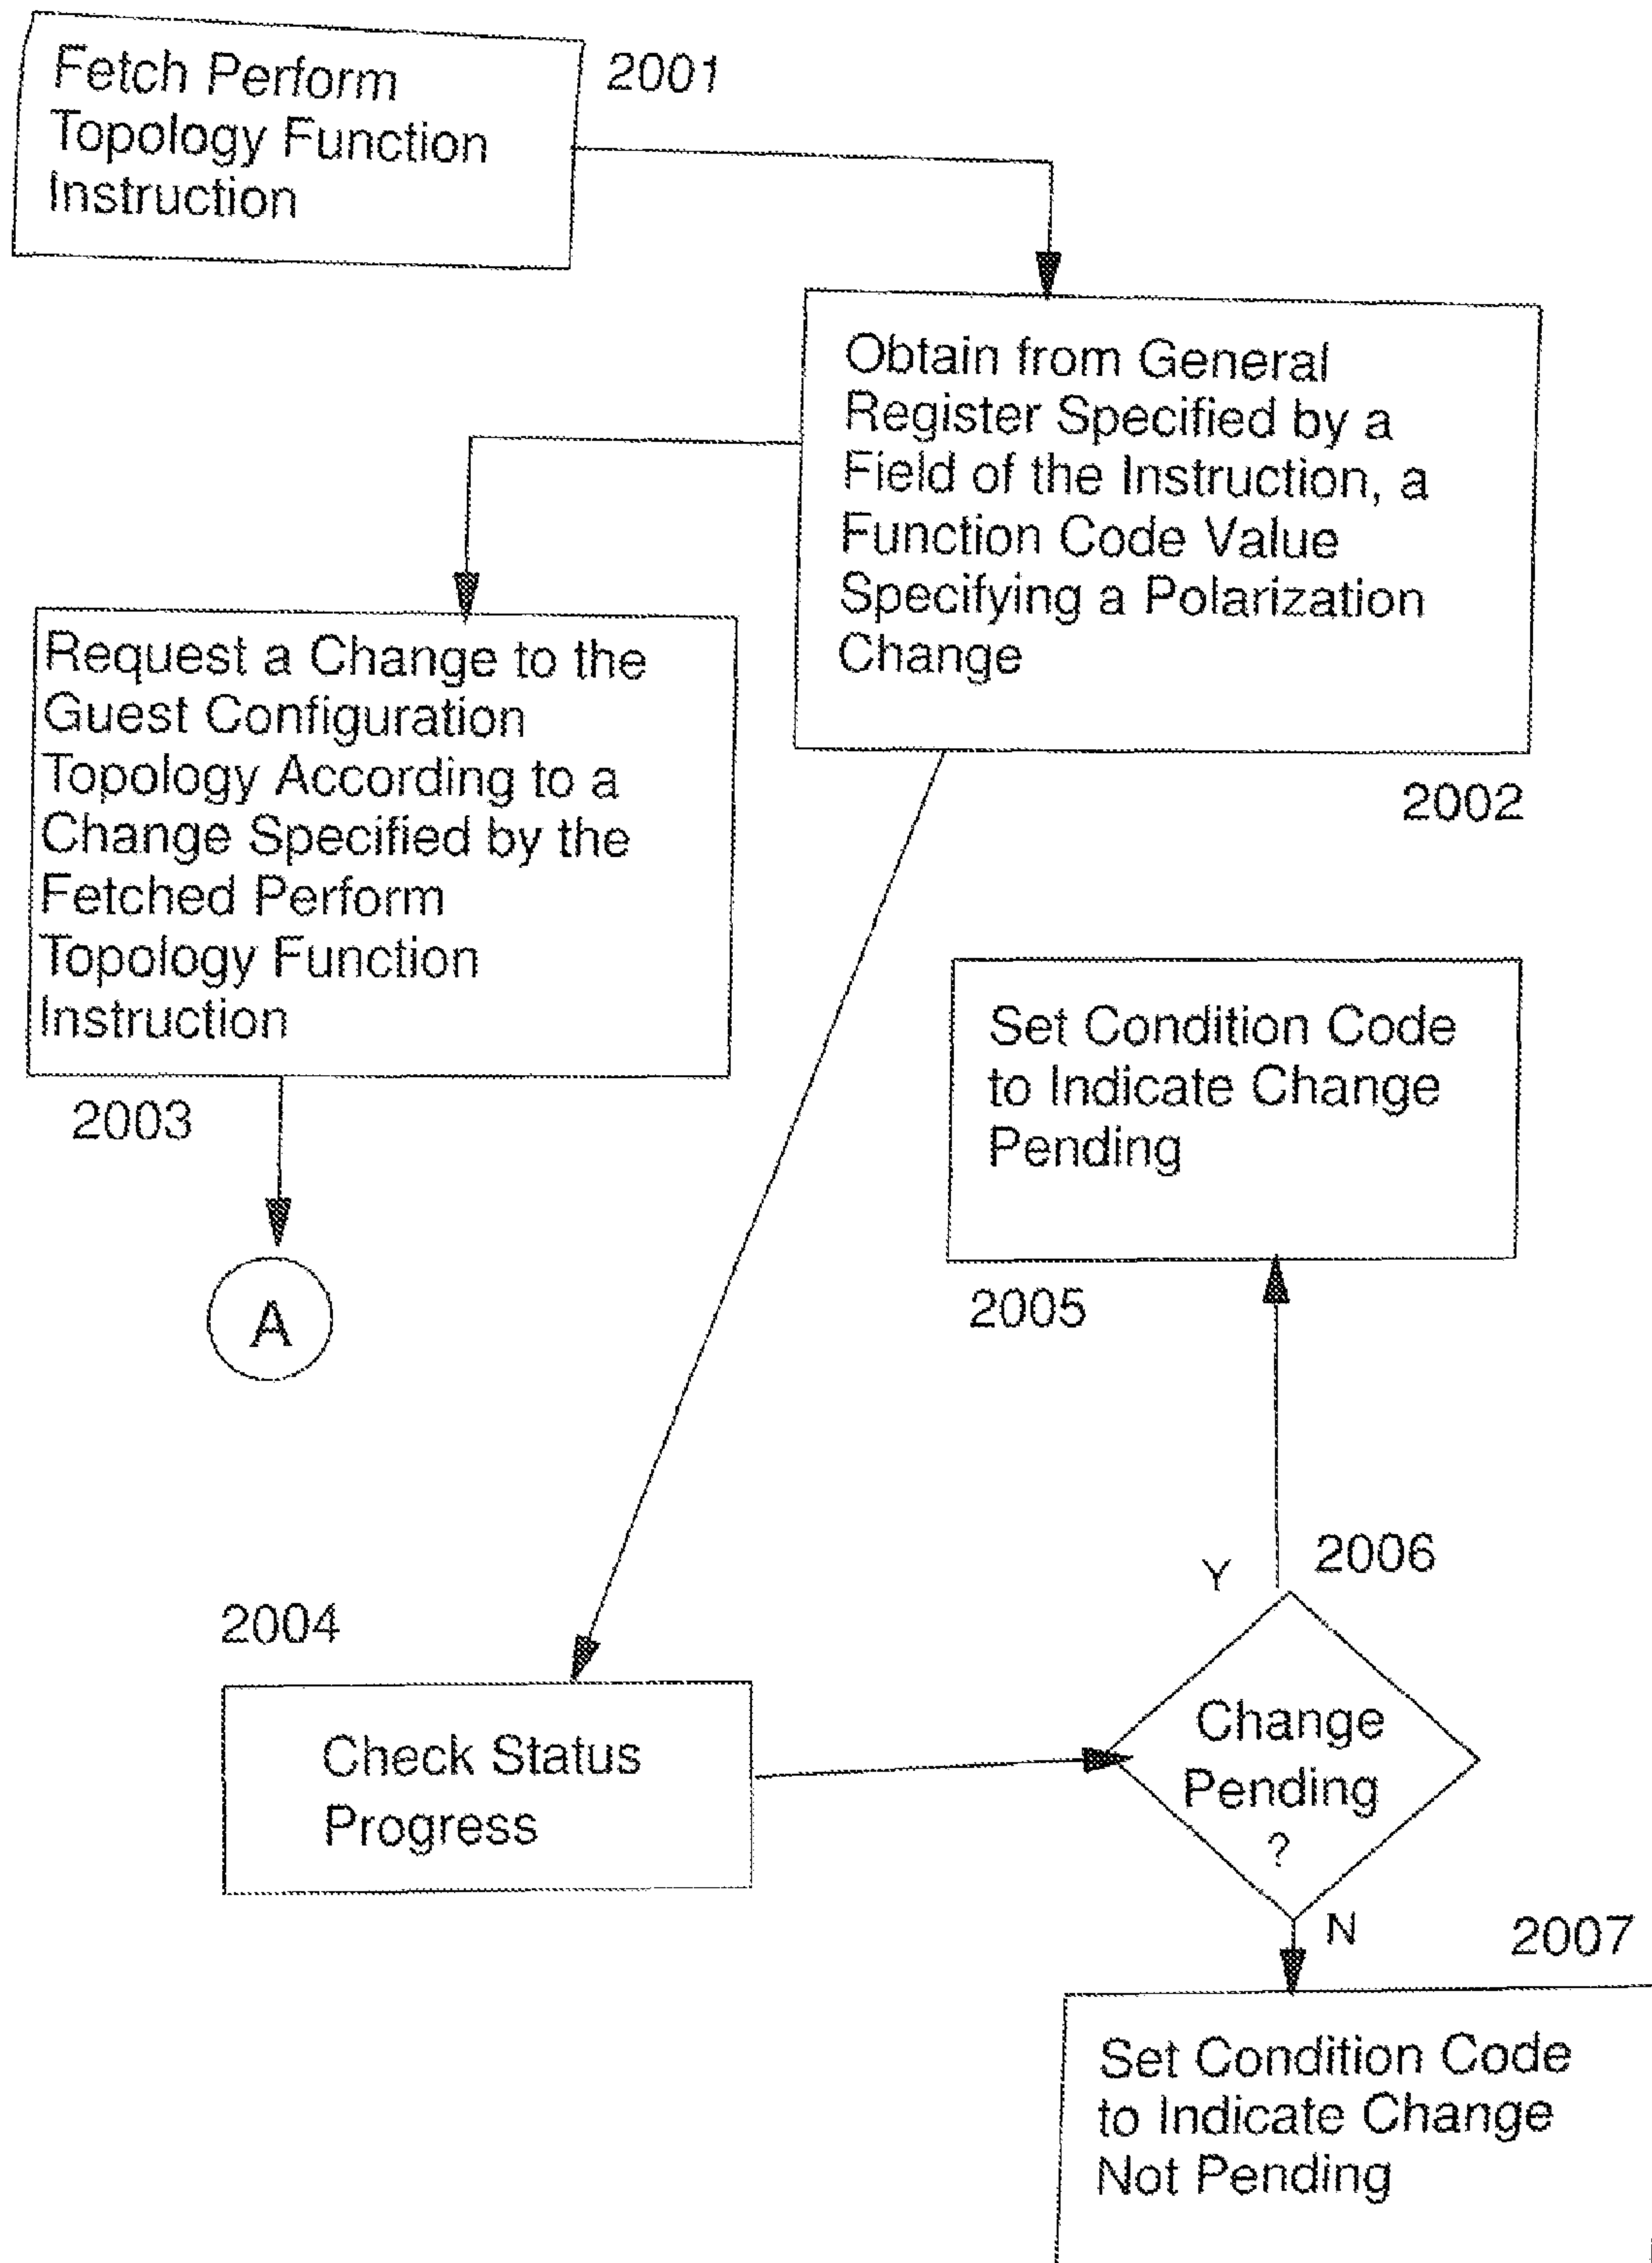 Fetch Perform
Topology Function
Instruction
2001
Obtain from General
Register Specified by a
Field of the Instruction, a
Function Code Value
Specifying a Polarization
Change
2002
Request a Change to the
Guest Configuration
Topology According to a
Change Specified by the
Fetched Perform
Topology Function
Instruction
2003
A
Set Condition Code
to Indicate Change
Pending
2005
2004
Check Status
Progress
Y
2006
Change
Pending
?
N
2007
Set Condition Code
to Indicate Change
Not Pending